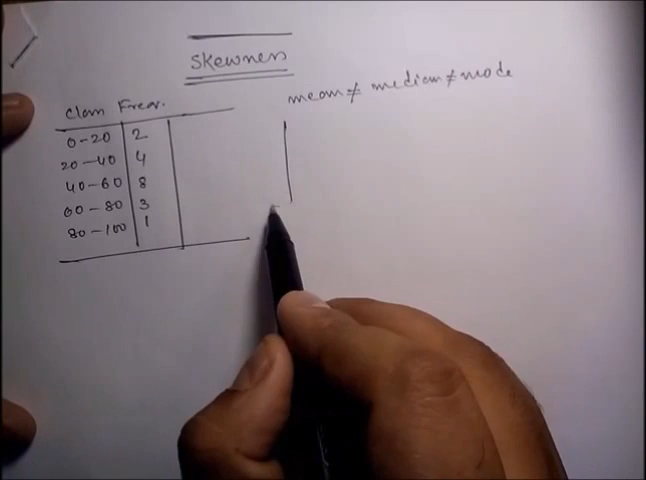 Skewness
mean ≠ median ≠ mode
Class Frear.
0-20 2
20-40 4
40-60 8
60-80 3
80-100 1